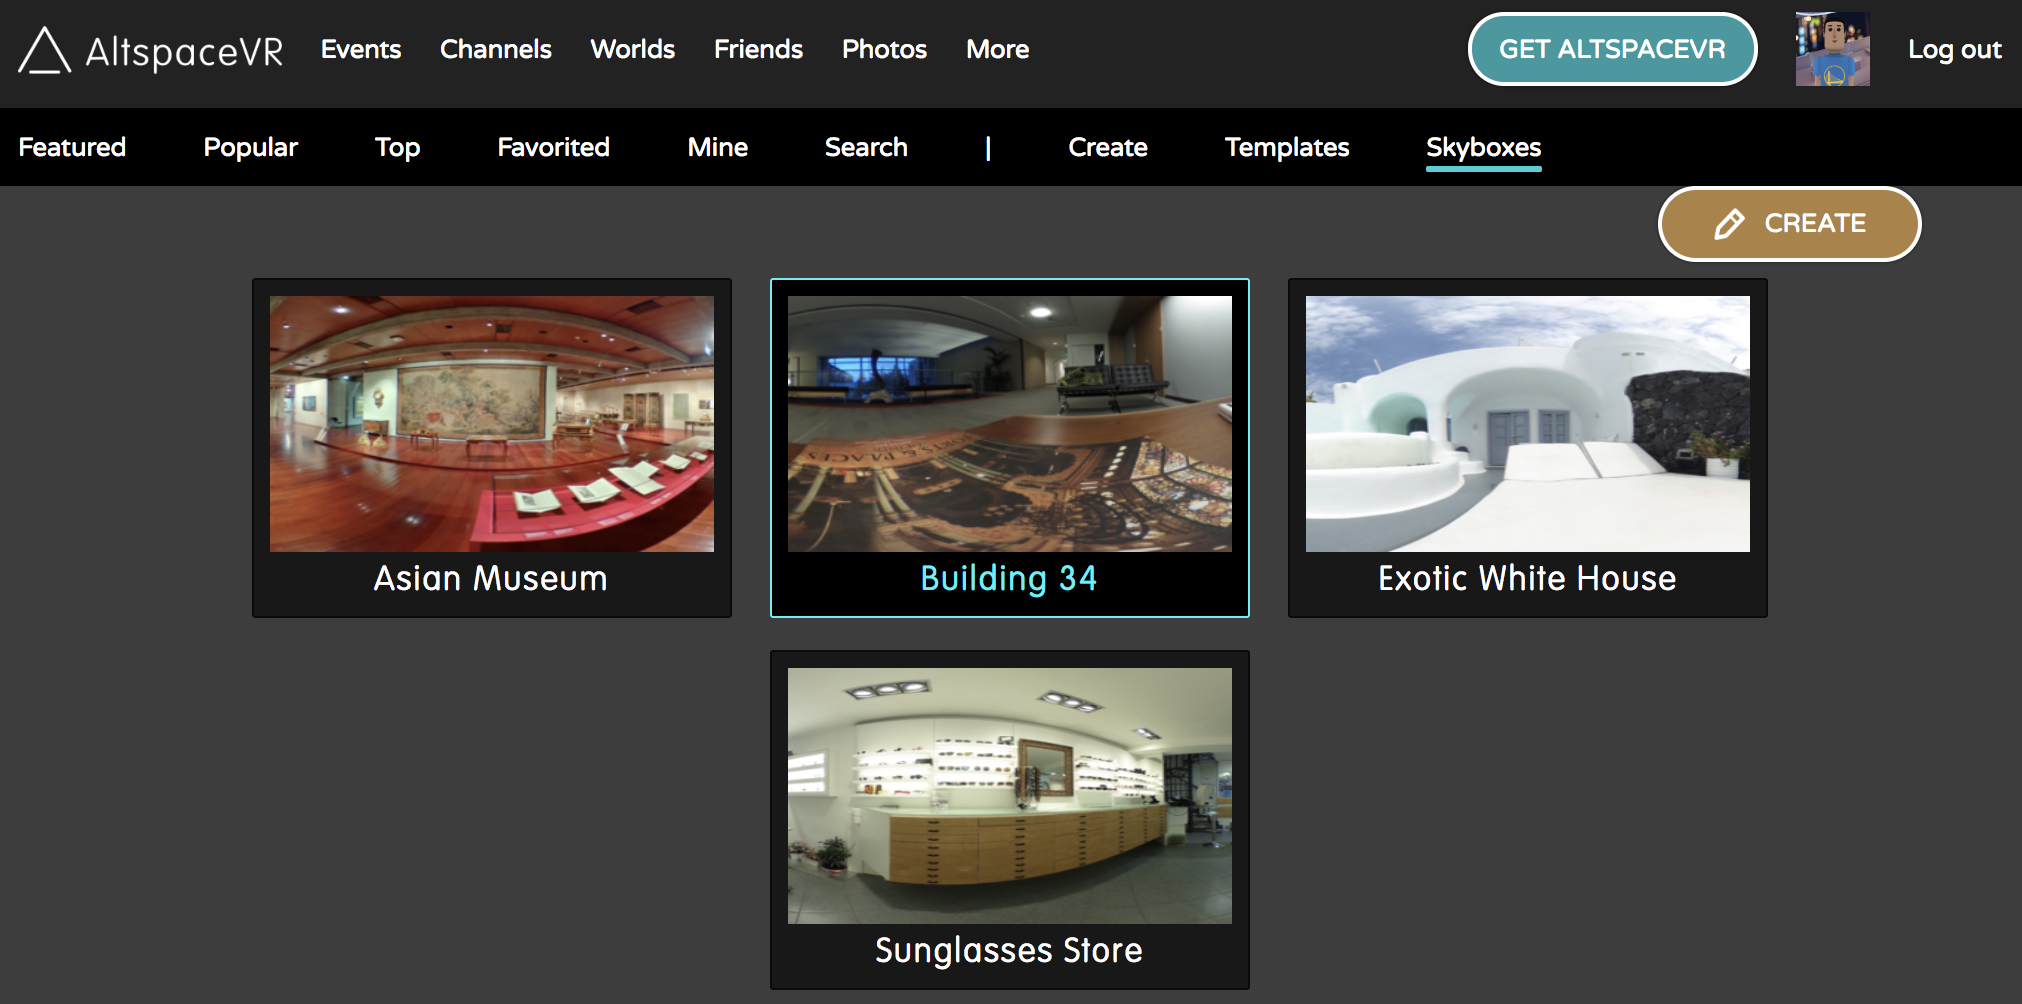 AltspaceVR Events Channels Worlds Friends Photos More GET ALTSPACEVR Log out
Featured Popular Top Favorited Mine Search | Create Templates Skyboxes
CREATE
& PLACES
Asian Museum Building 34 Exotic White House
Sunglasses Store